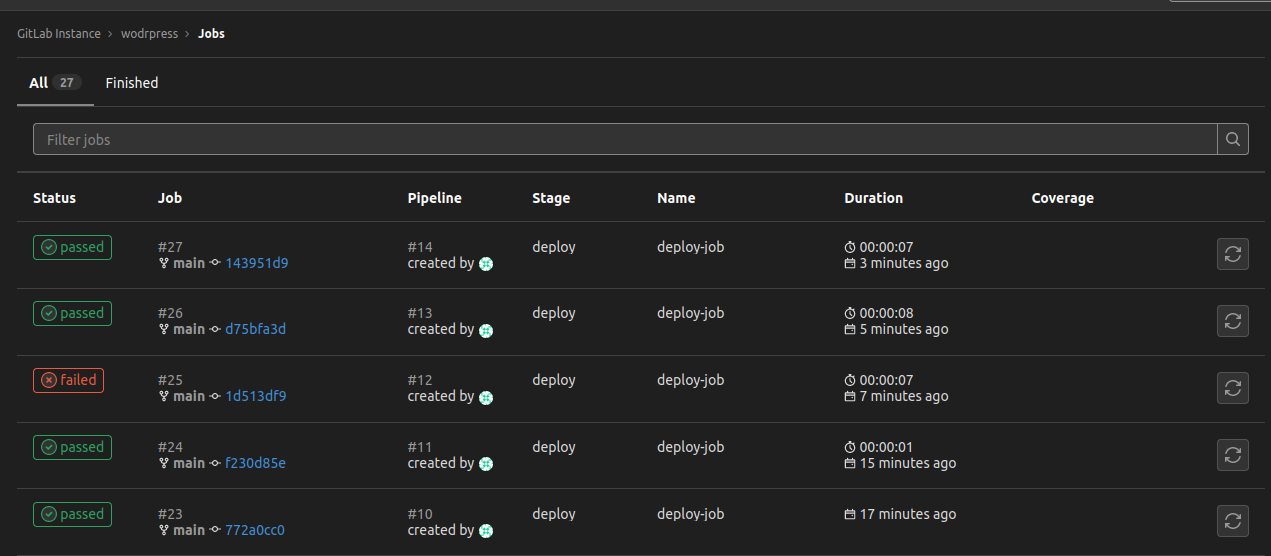 GitLab Instance › wodrpress › Jobs
All 27 Finished
Filter jobs
Status Job Pipeline Stage Name Duration Coverage
passed #27 #14 deploy deploy-job 00:00:07
main 143951d9 created by 3 minutes ago
passed #26 #13 deploy deploy-job 00:00:08
main d75bfa3d created by 5 minutes ago
failed #25 #12 deploy deploy-job 00:00:07
main 1d513df9 created by 7 minutes ago
passed #24 #11 deploy deploy-job 00:00:01
main f230d85e created by 15 minutes ago
passed #23 #10 deploy deploy-job 17 minutes ago
main 772a0cc0 created by